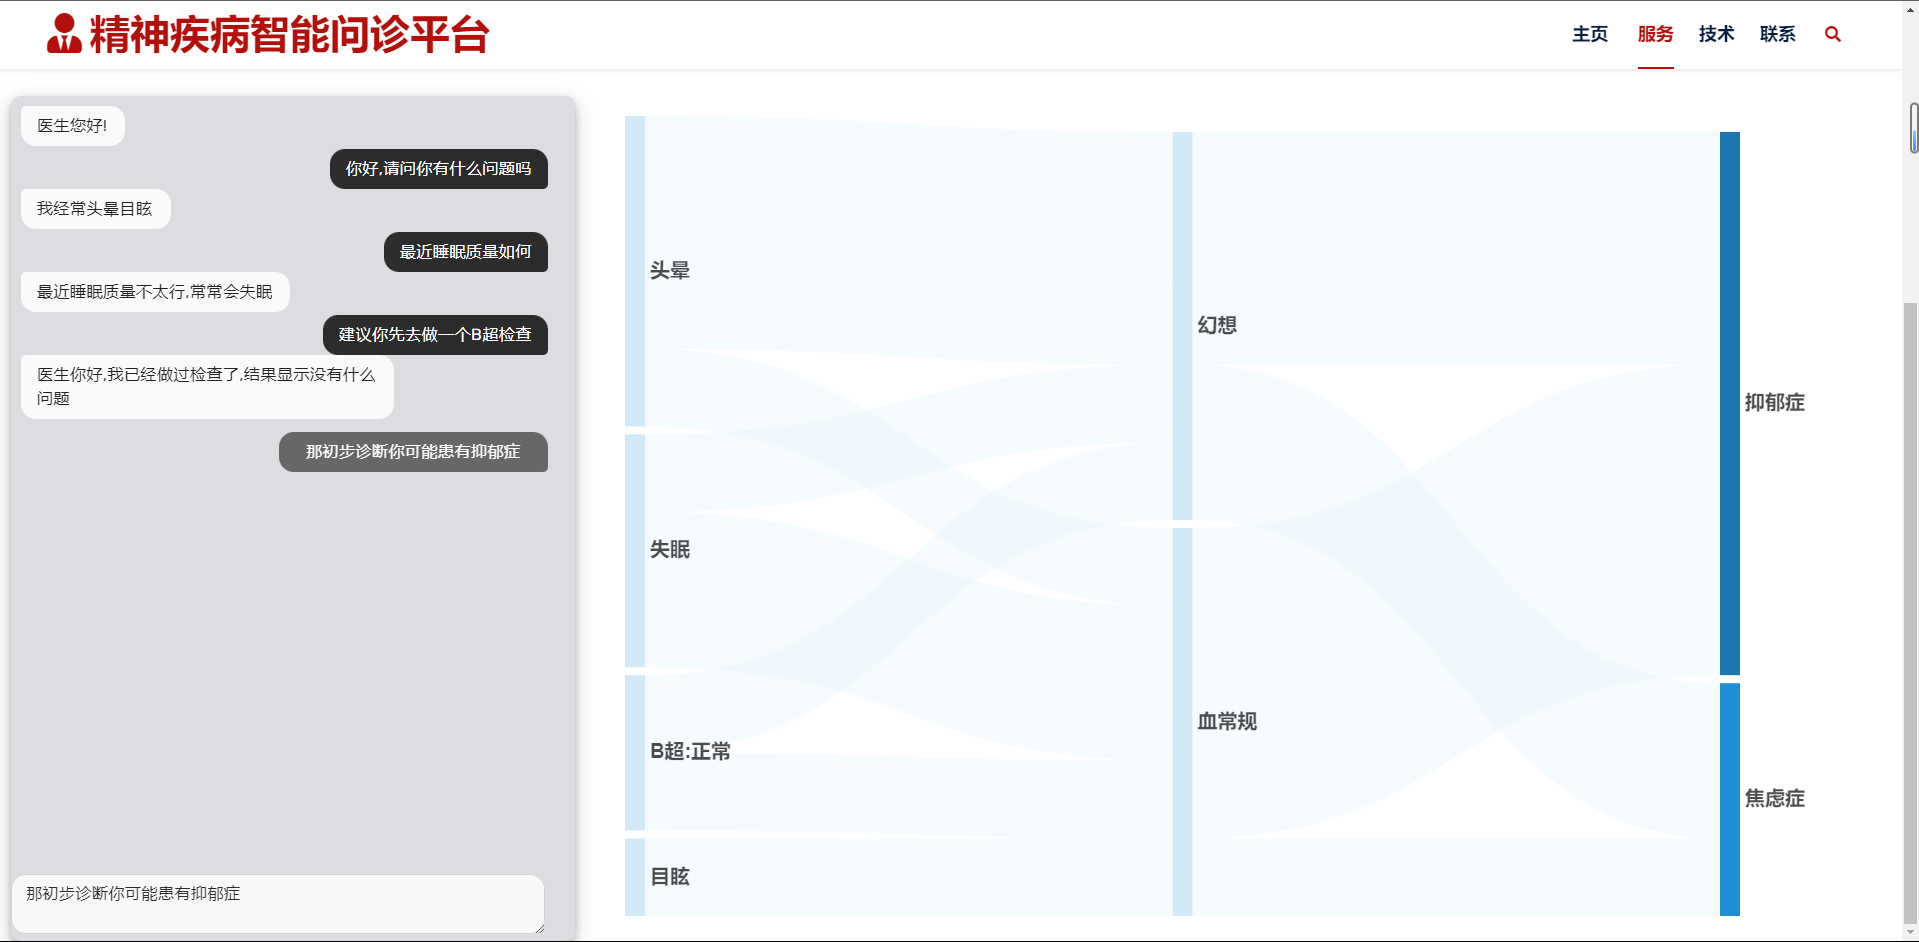 精神疾病智能问诊平台
主页 服务 技术 联系
医生您好!
你好,请问你有什么问题吗
我经常头晕目眩
最近睡眠质量如何
最近睡眠质量不太行,常常会失眠
建议你先去做一个B超检查
医生你好,我已经做过检查了,结果显示没有什么
问题
那初步诊断你可能患有抑郁症
那初步诊断你可能患有抑郁症
头晕
失眠
B超:正常
目眩
幻想
血常规
抑郁症
焦虑症